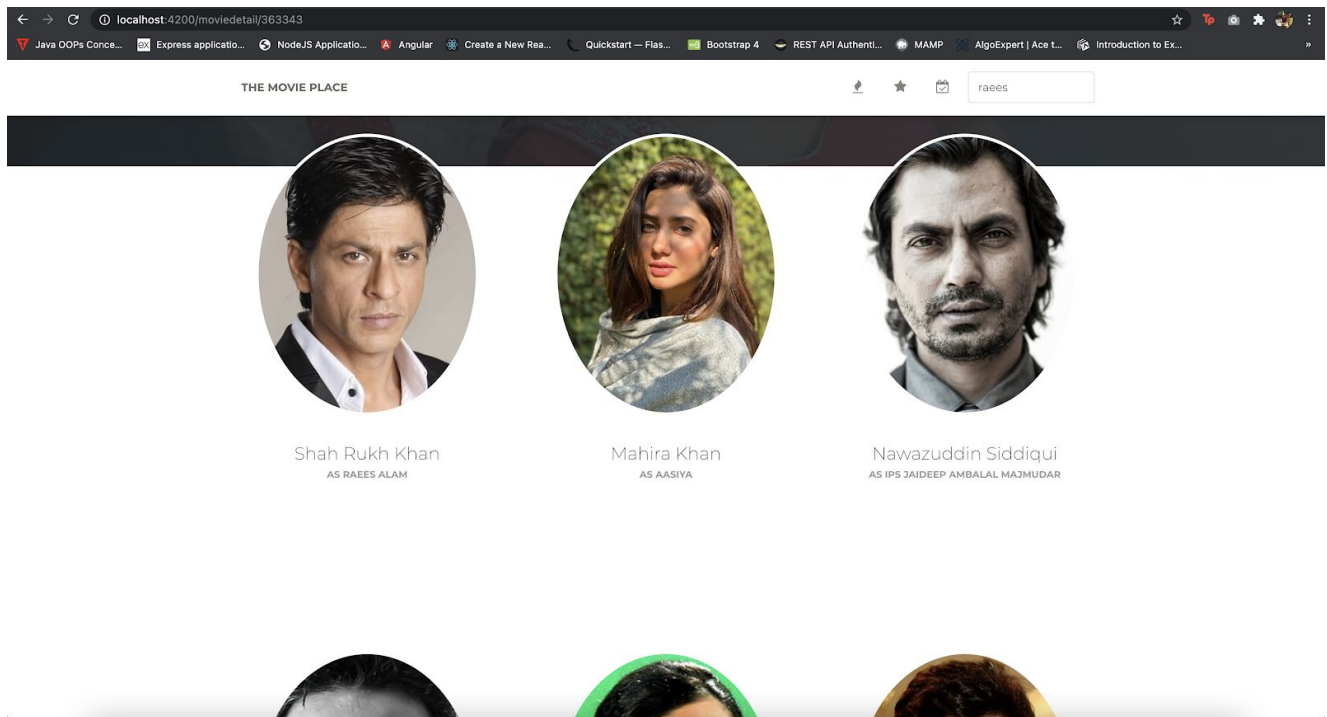 localhost:4200/moviedetail/363343
Java OOPs Conce... ex Express applicatio... NodeJS Applicatio... Angular Create a New Rea... Quickstart — Flas... Bootstrap 4 REST API Authenti... MAMP AlgoExpert | Ace t... Introduction to Ex... »
THE MOVIE PLACE raees
Shah Rukh Khan Mahira Khan Nawazuddin Siddiqui
AS RAEES ALAM AS AASIYA AS IPS JAIDEEP AMBALAL MAJMUDAR